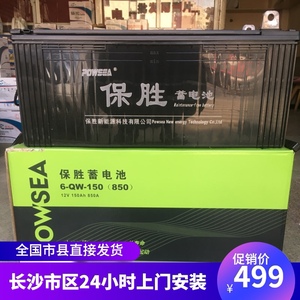 POWSEA
保胜 蓄电池
Maintenance-free Battery
保胜新能源科技有限公司 Powsea New energy Technology Co.,Ltd
POWSEA
保胜蓄电池
6-QW-150（850）
12V 150Ah 850A
全国市县直接发货
长沙市区24小时上门安装
促销价
¥499